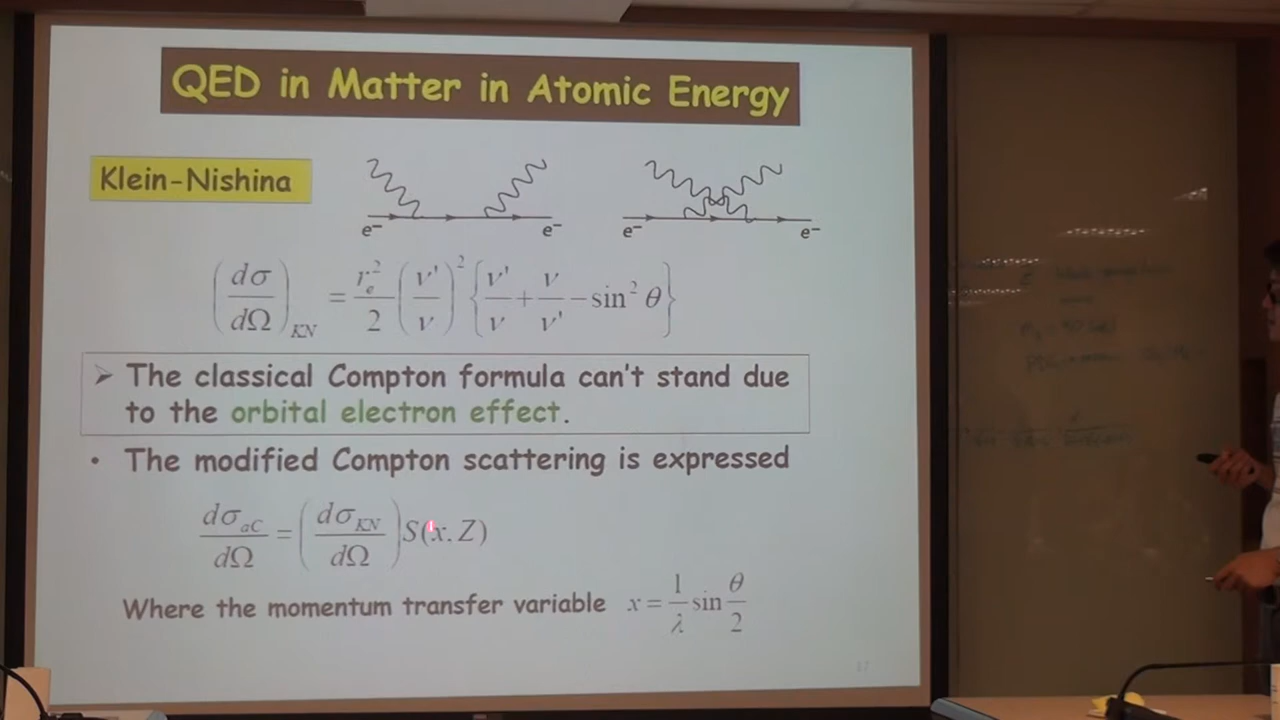 QED in Matter in Atomic Energy
Klein-Nishina
e⁻ e⁻ e⁻ e⁻
(dσ/dΩ)_KN = r_e²/2 (ν'/ν)² {ν'/ν + ν/ν' − sin² θ}
➤ The classical Compton formula can't stand due
to the orbital electron effect.
• The modified Compton scattering is expressed
dσ_aC/dΩ = (dσ_KN/dΩ) S(x, Z)
Where the momentum transfer variable x = 1/λ sin θ/2